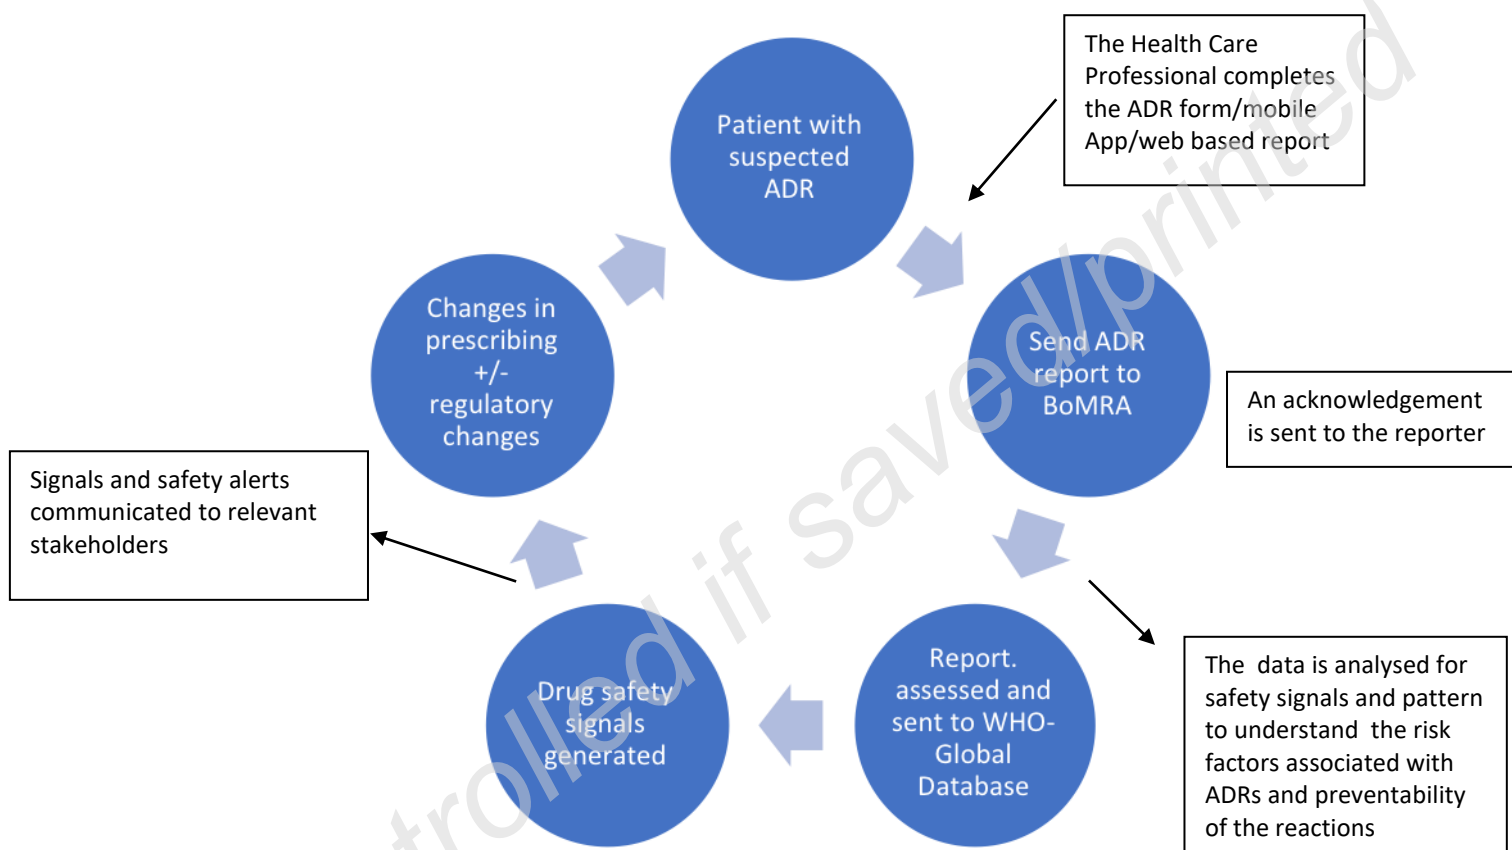 Patient with
suspected
ADR
The Health Care
Professional completes
the ADR form/mobile
App/web based report
Send ADR
report to
BoMRA
An acknowledgement
is sent to the reporter
Report.
assessed and
sent to WHO-
Global
Database
The data is analysed for
safety signals and pattern
to understand the risk
factors associated with
ADRs and preventability
of the reactions
Drug safety
signals
generated
Signals and safety alerts
communicated to relevant
stakeholders
Changes in
prescribing
+/-
regulatory
changes
if saved/printed